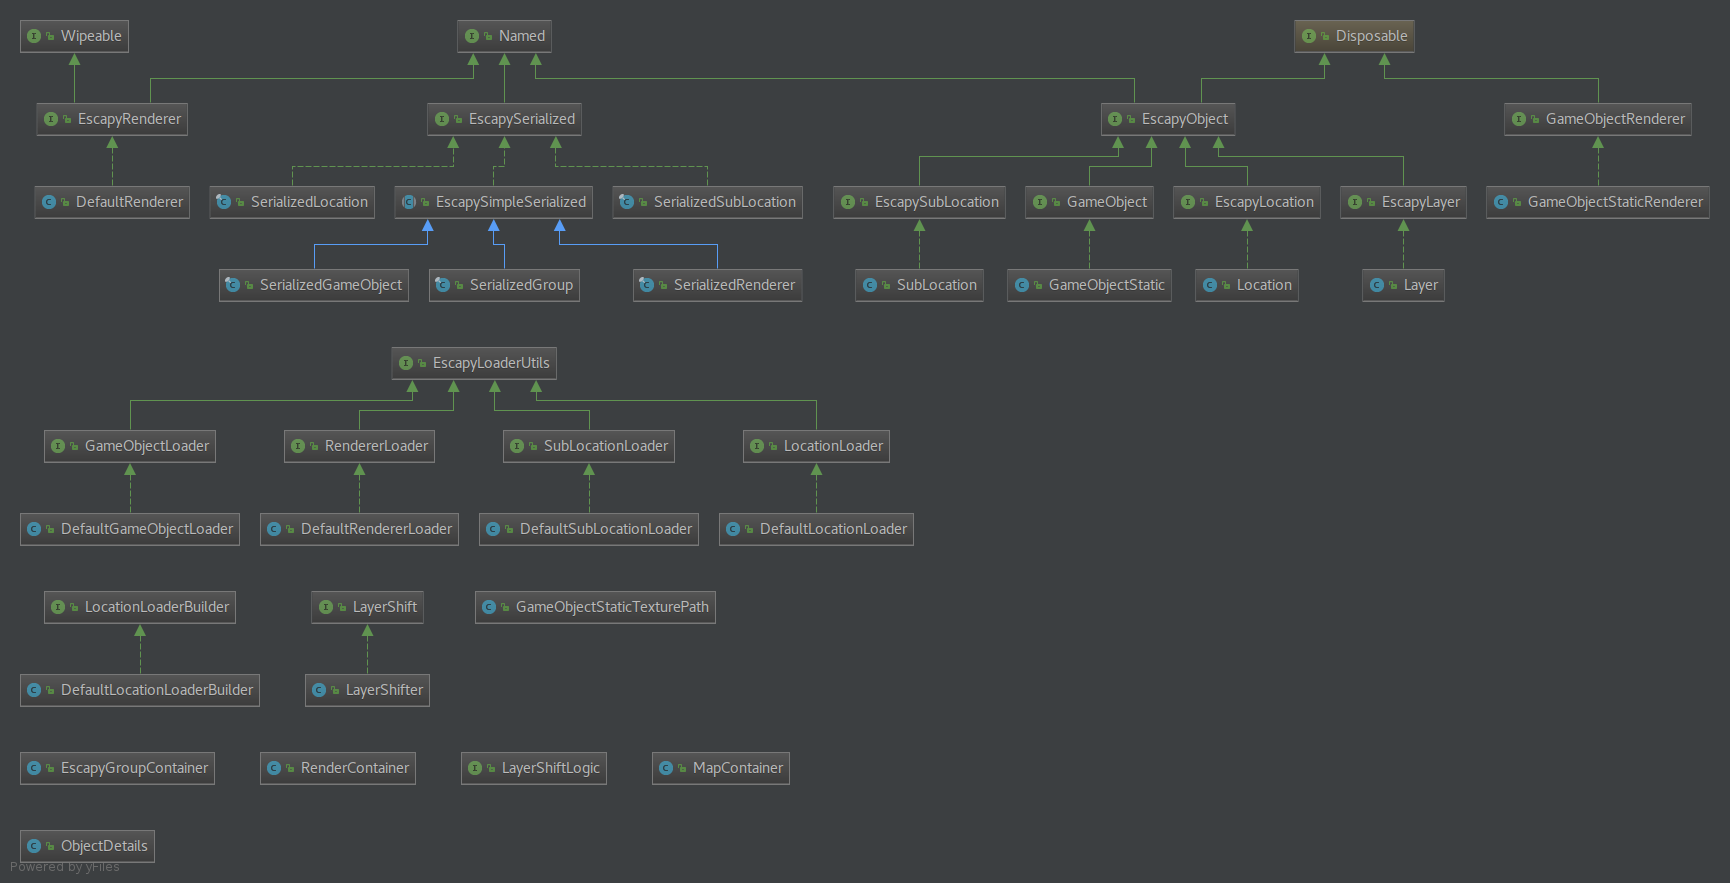 Wipeable
Named
Disposable
EscapyRenderer
EscapySerialized
EscapyObject
GameObjectRenderer
DefaultRenderer
SerializedLocation
EscapySimpleSerialized
SerializedSubLocation
EscapySubLocation
GameObject
EscapyLocation
EscapyLayer
GameObjectStaticRenderer
SerializedGameObject
SerializedGroup
SerializedRenderer
SubLocation
GameObjectStatic
Location
Layer
EscapyLoaderUtils
GameObjectLoader
RendererLoader
SubLocationLoader
LocationLoader
DefaultGameObjectLoader
DefaultRendererLoader
DefaultSubLocationLoader
DefaultLocationLoader
LocationLoaderBuilder
LayerShift
GameObjectStaticTexturePath
DefaultLocationLoaderBuilder
LayerShifter
EscapyGroupContainer
RenderContainer
LayerShiftLogic
MapContainer
ObjectDetails
Powered by yFiles